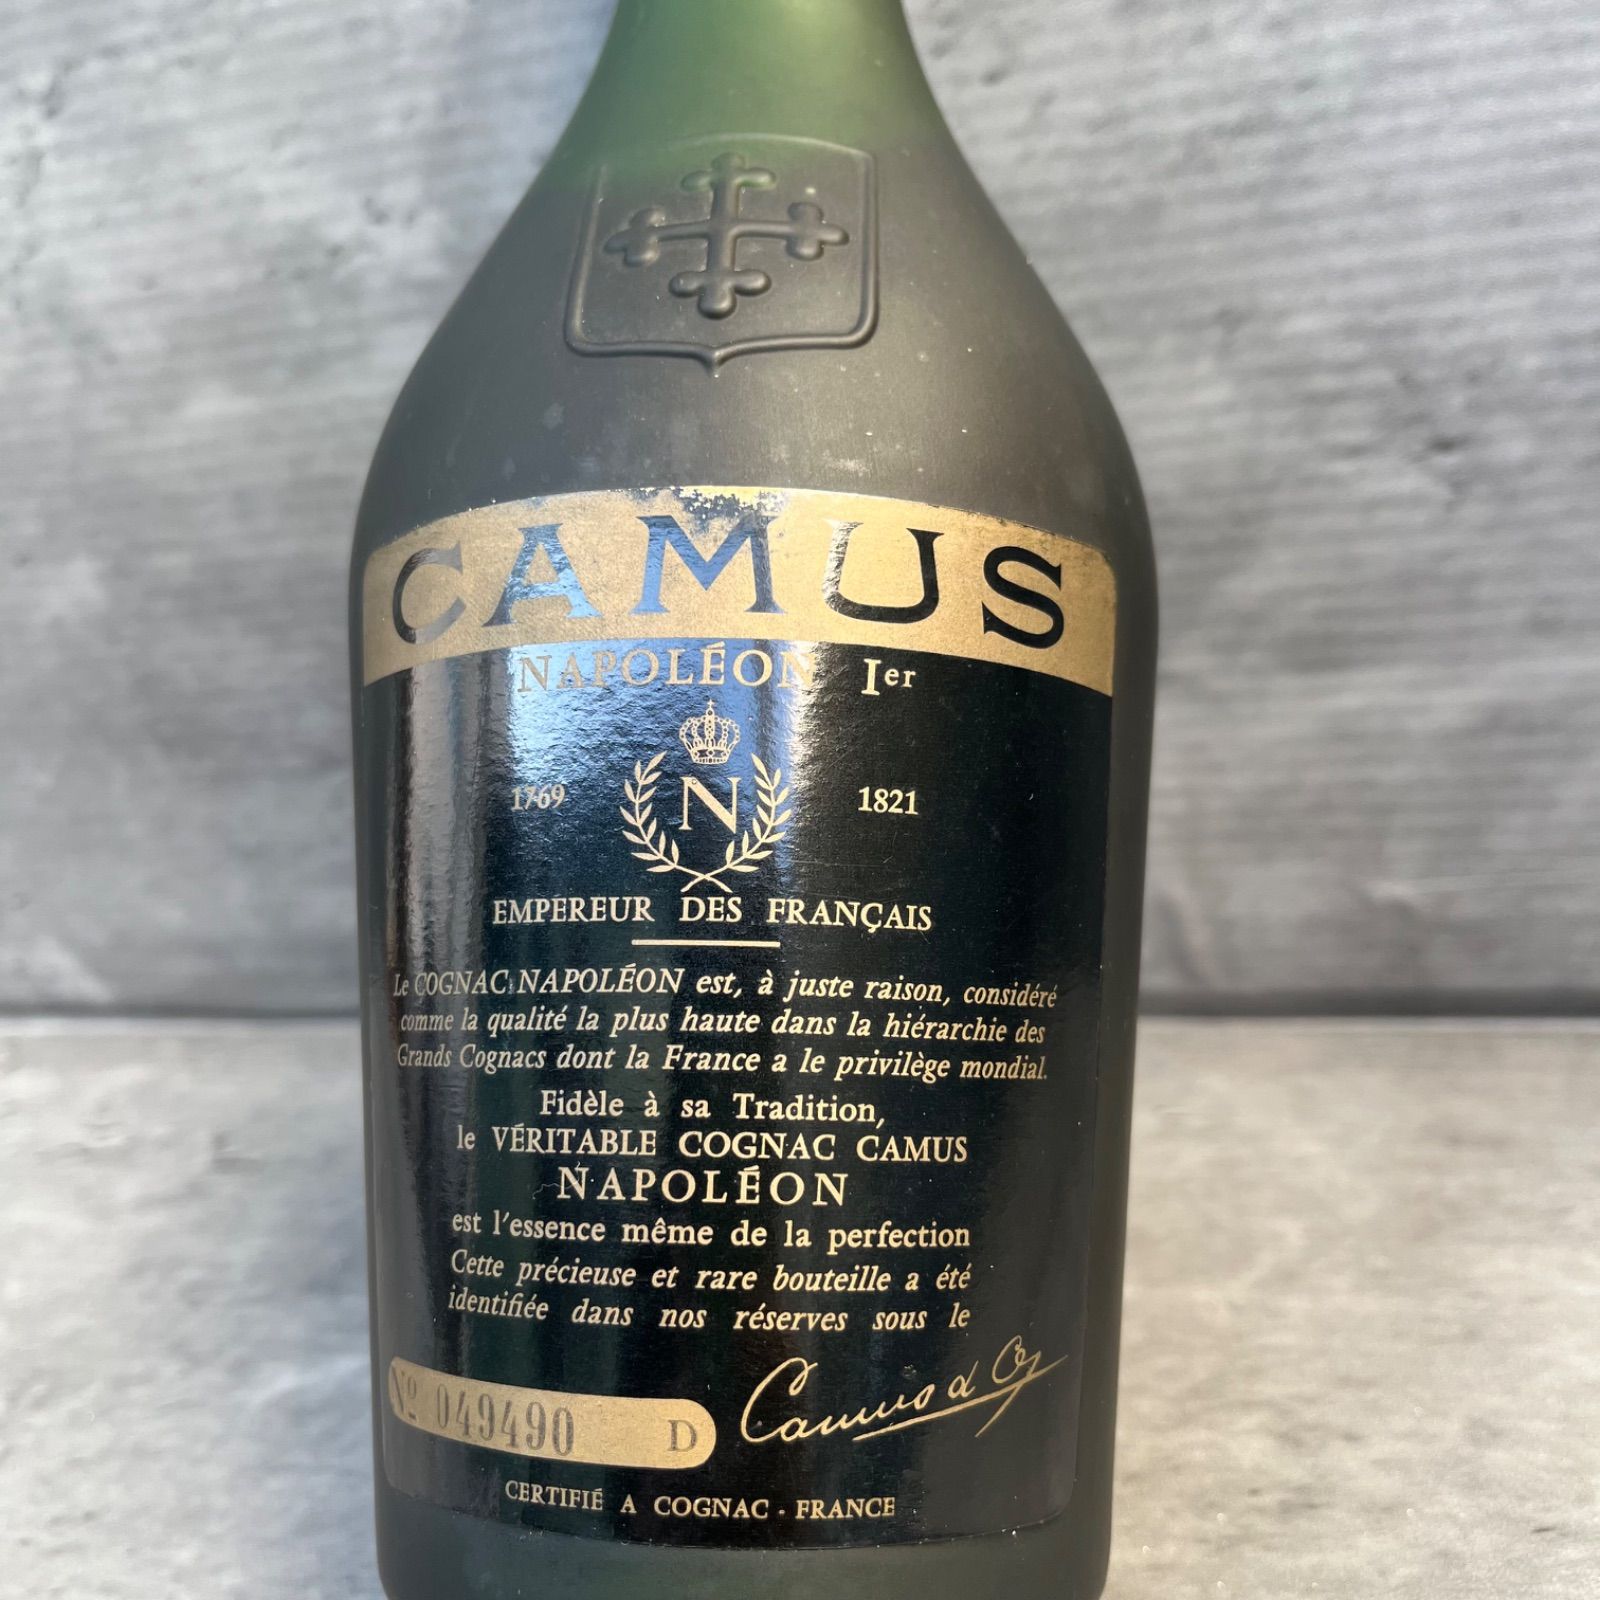 CAMUS
NAPOLÉON Ier
N
1769 1821
EMPEREUR DES FRANÇAIS
Le COGNAC NAPOLÉON est, à juste raison, considéré
comme la qualité la plus haute dans la hiérarchie des
Grands Cognacs dont la France a le privilège mondial.
Fidèle à sa Tradition,
le VÉRITABLE COGNAC CAMUS
NAPOLÉON
est l'essence même de la perfection
Cette précieuse et rare bouteille a été
identifiée dans nos réserves sous le
Nº 049490 D
CERTIFIÉ A COGNAC - FRANCE